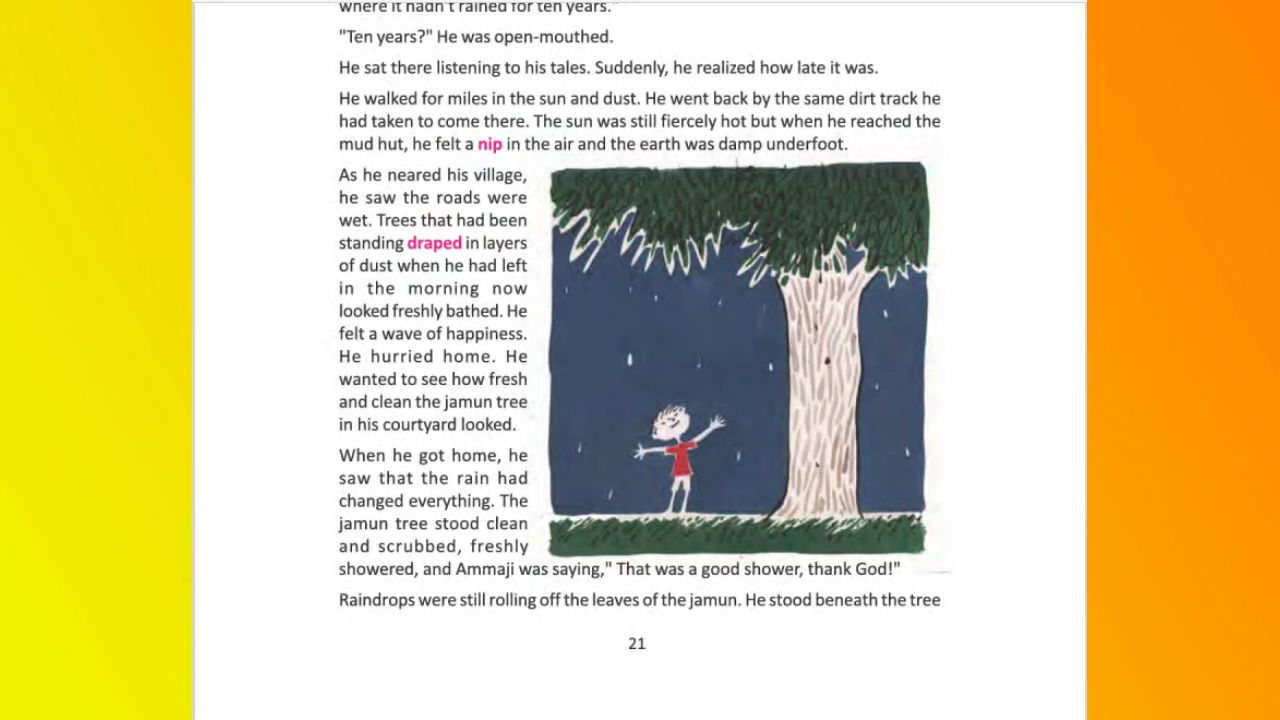 where it hadn't rained for ten years."
"Ten years?" He was open-mouthed.
He sat there listening to his tales. Suddenly, he realized how late it was.
He walked for miles in the sun and dust. He went back by the same dirt track he
had taken to come there. The sun was still fiercely hot but when he reached the
mud hut, he felt a nip in the air and the earth was damp underfoot.
As he neared his village,
he saw the roads were
wet. Trees that had been
standing draped in layers
of dust when he had left
in the morning now
looked freshly bathed. He
felt a wave of happiness.
He hurried home. He
wanted to see how fresh
and clean the jamun tree
in his courtyard looked.
When he got home, he
saw that the rain had
changed everything. The
jamun tree stood clean
and scrubbed, freshly
showered, and Ammaji was saying," That was a good shower, thank God!"
Raindrops were still rolling off the leaves of the jamun. He stood beneath the tree
21